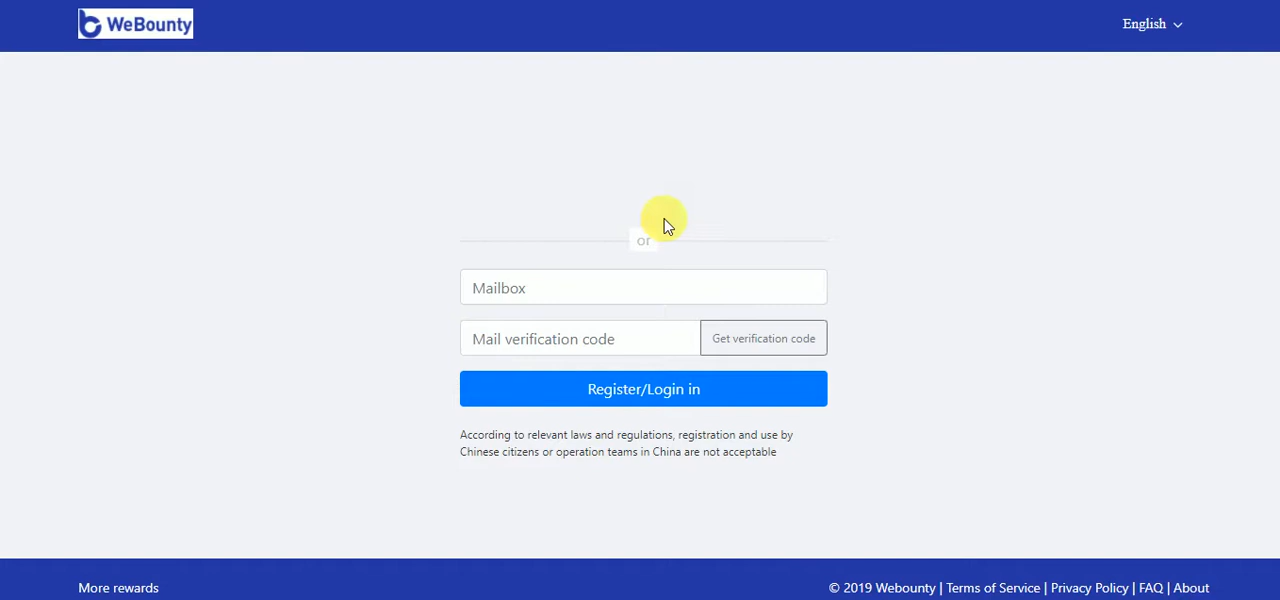 WeBounty
English
or
Mailbox
Mail verification code
Get verification code
Register/Login in
According to relevant laws and regulations, registration and use by
Chinese citizens or operation teams in China are not acceptable
More rewards
© 2019 Webounty | Terms of Service | Privacy Policy | FAQ | About